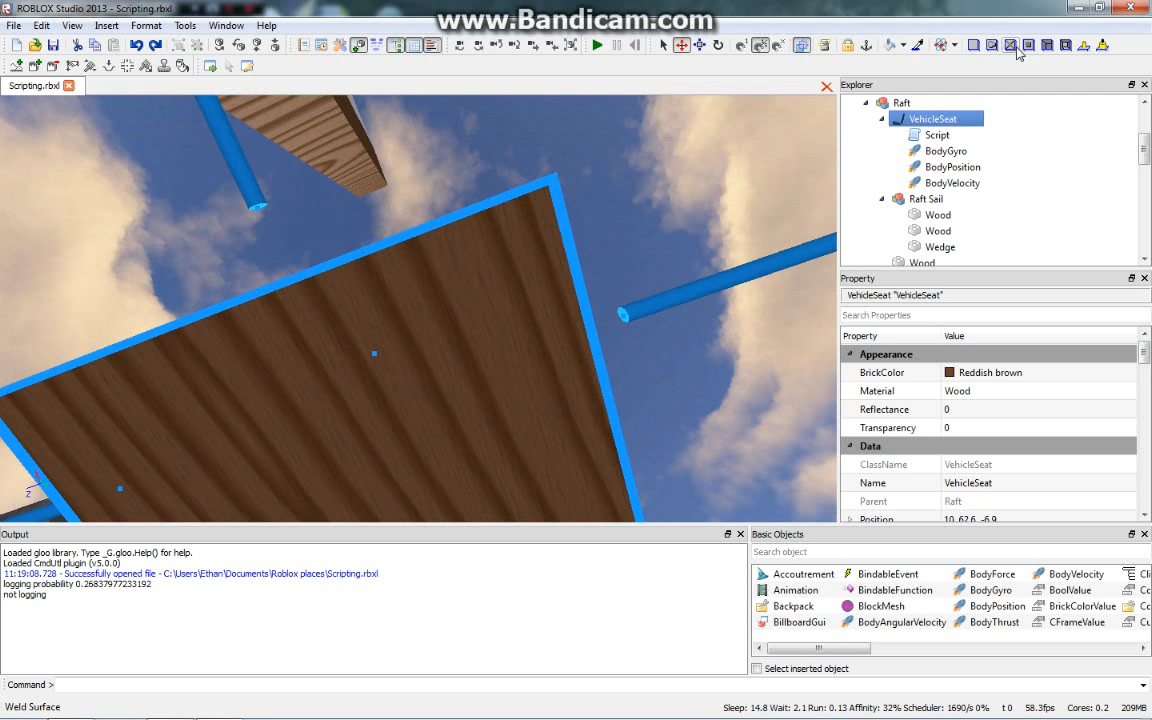 ROBLOX Studio 2013 - Scripting.rbxl
www.Bandicam.com
File Edit View Insert Format Tools Window Help
Scripting.rbxl
Explorer
Raft
VehicleSeat
Script
BodyGyro
BodyPosition
BodyVelocity
Raft Sail
Wood
Wood
Wedge
Wood
Property
VehicleSeat "VehicleSeat"
Search Properties
Property Value
Appearance
BrickColor Reddish brown
Material Wood
Reflectance 0
Transparency 0
Data
ClassName VehicleSeat
Name VehicleSeat
Parent Raft
Position 10, 62.6, -6.9
z
Output
Loaded gloo library. Type _G.gloo.Help() for help.
Loaded CmdUtl plugin (v5.0.0)
11:19:08.728 - Successfully opened file - C:\Users\Ethan\Documents\Roblox places\Scripting.rbxl
logging probability 0.26837977233192
not logging
Basic Objects
Search object
Accoutrement BindableEvent BodyForce BodyVelocity Cli
Animation BindableFunction BodyGyro BoolValue Cc
Backpack BlockMesh BodyPosition BrickColorValue Cc
BillboardGui BodyAngularVelocity BodyThrust CFrameValue Cu
Select inserted object
Command >
Weld Surface
Sleep: 14.8 Wait: 2.1 Run: 0.13 Affinity: 32% Scheduler: 1690/s 0% t 0 58.3fps Cores: 0.2 209MB